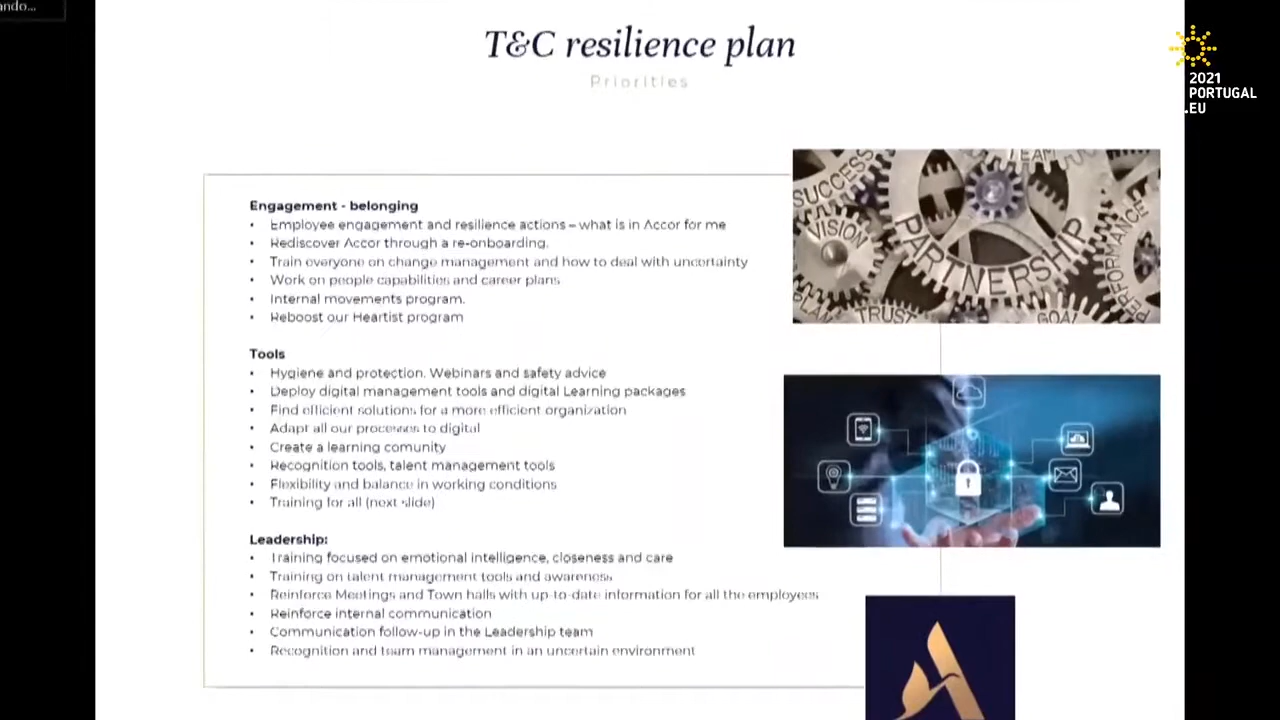 ando...
T&C resilience plan
Priorities
2021
PORTUGAL
.EU
Engagement - belonging
• Employee engagement and resilience actions – what is in Accor for me
• Rediscover Accor through a re-onboarding.
• Train everyone on change management and how to deal with uncertainty
• Work on people capabilities and career plans
• Internal movements program.
• Reboost our Heartist program
Tools
• Hygiene and protection. Webinars and safety advice
• Deploy digital management tools and digital Learning packages
• Find efficient solutions for a more efficient organization
• Adapt all our processes to digital
• Create a learning comunity
• Recognition tools, talent management tools
• Flexibility and balance in working conditions
• Training for all (next slide)
Leadership:
• Training focused on emotional intelligence, closeness and care
• Training on talent management tools and awareness
• Reinforce Meetings and Town halls with up-to-date information for all the employees
• Reinforce internal communication
• Communication follow-up in the Leadership team
• Recognition and team management in an uncertain environment
SUCCESS
TEAM
VISION
PARTNERSHIP
PERFORMANCE
PLAN
TRUST
GOAL